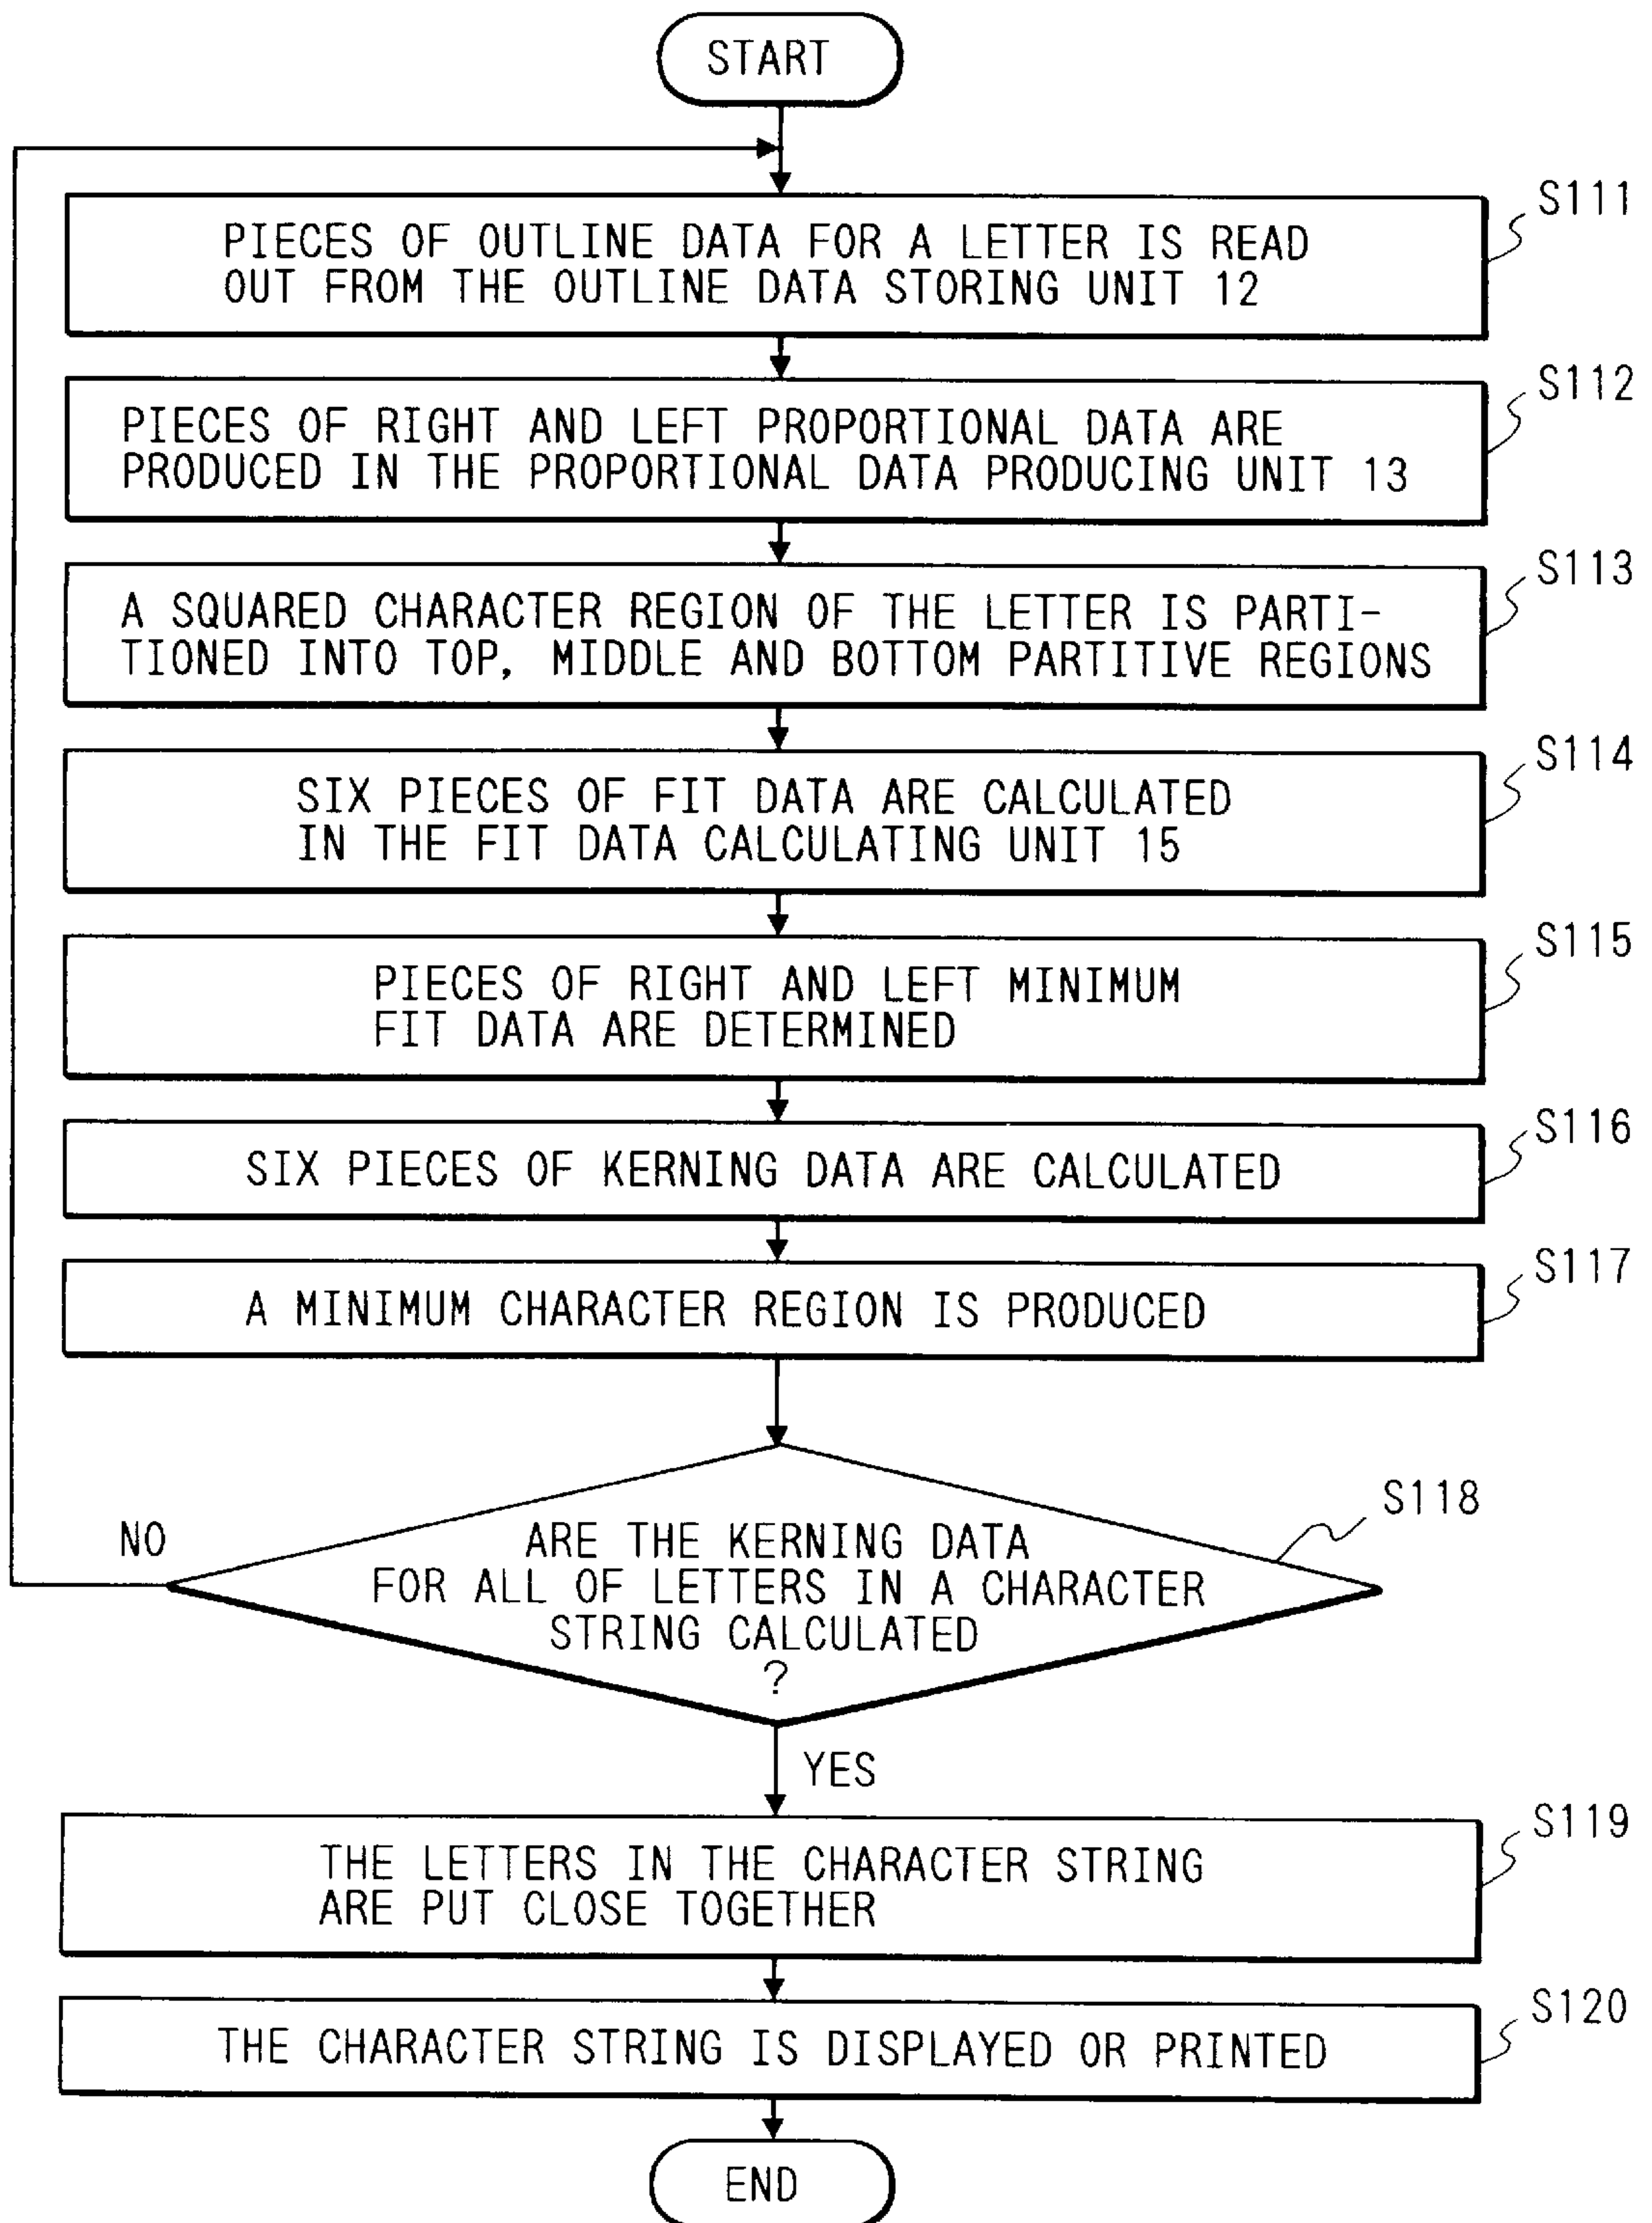 START
S111
PIECES OF OUTLINE DATA FOR A LETTER IS READ
OUT FROM THE OUTLINE DATA STORING UNIT 12
S112
PIECES OF RIGHT AND LEFT PROPORTIONAL DATA ARE
PRODUCED IN THE PROPORTIONAL DATA PRODUCING UNIT 13
S113
A SQUARED CHARACTER REGION OF THE LETTER IS PARTI-
TIONED INTO TOP, MIDDLE AND BOTTOM PARTITIVE REGIONS
S114
SIX PIECES OF FIT DATA ARE CALCULATED
IN THE FIT DATA CALCULATING UNIT 15
S115
PIECES OF RIGHT AND LEFT MINIMUM
FIT DATA ARE DETERMINED
S116
SIX PIECES OF KERNING DATA ARE CALCULATED
S117
A MINIMUM CHARACTER REGION IS PRODUCED
S118
NO
ARE THE KERNING DATA
FOR ALL OF LETTERS IN A CHARACTER
STRING CALCULATED
?
YES
S119
THE LETTERS IN THE CHARACTER STRING
ARE PUT CLOSE TOGETHER
S120
THE CHARACTER STRING IS DISPLAYED OR PRINTED
END